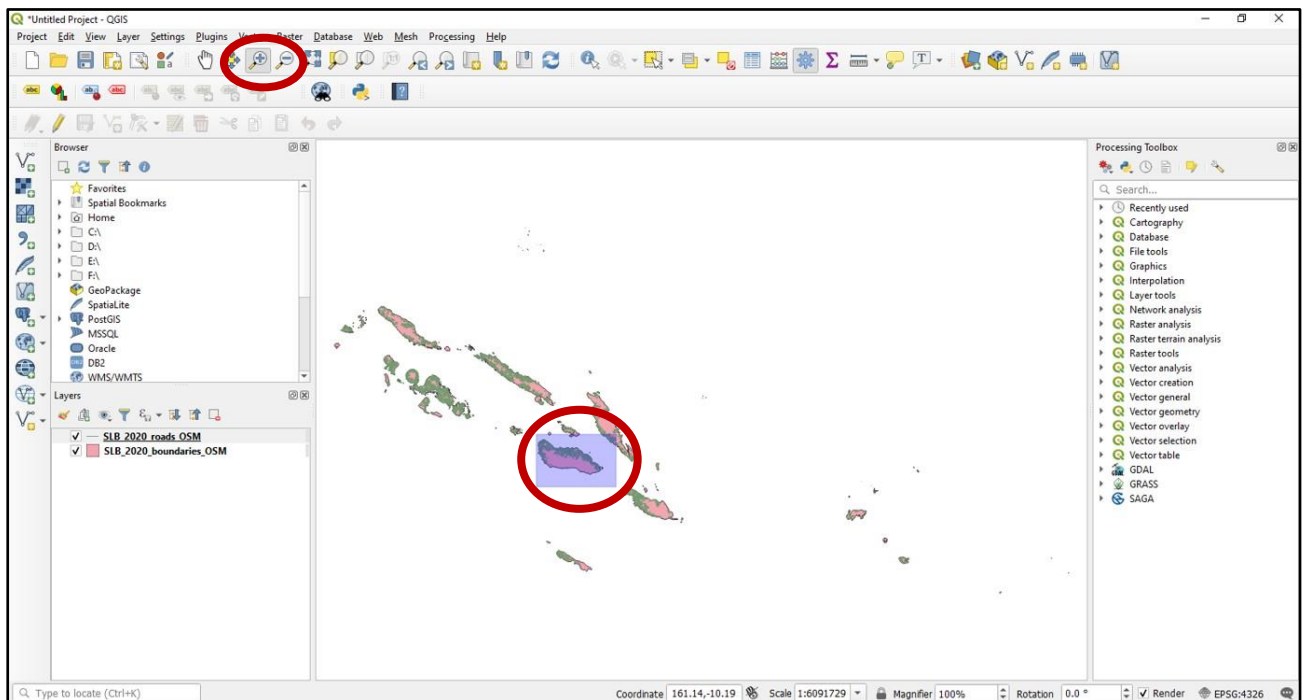 *Untitled Project - QGIS
Project Edit View Layer Settings Plugins Vector Raster Database Web Mesh Processing Help
Browser
Favorites
Spatial Bookmarks
Home
C:\
D:\
E:\
F:\
GeoPackage
SpatiaLite
PostGIS
MSSQL
Oracle
DB2
WMS/WMTS
Layers
SLB_2020_roads_OSM
SLB_2020_boundaries_OSM
Processing Toolbox
Search...
Recently used
Cartography
Database
File tools
Graphics
Interpolation
Layer tools
Network analysis
Raster analysis
Raster terrain analysis
Raster tools
Vector analysis
Vector creation
Vector general
Vector geometry
Vector overlay
Vector selection
Vector table
GDAL
GRASS
SAGA
Type to locate (Ctrl+K) Coordinate 161.14,-10.19 Scale 1:6091729 Magnifier 100% Rotation 0.0 ° Render EPSG:4326